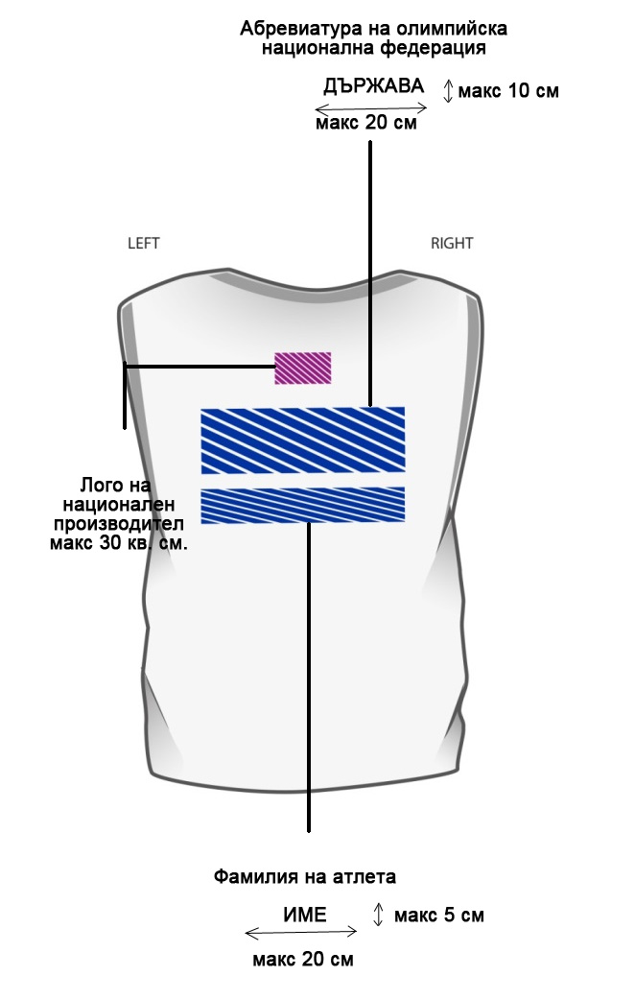 Абревиатура на олимпийска
национална федерация
ДЪРЖАВА
макс 10 см
макс 20 см
LEFT
RIGHT
Лого на
национален
производител
макс 30 кв. см.
Фамилия на атлета
ИМЕ
макс 5 см
макс 20 см